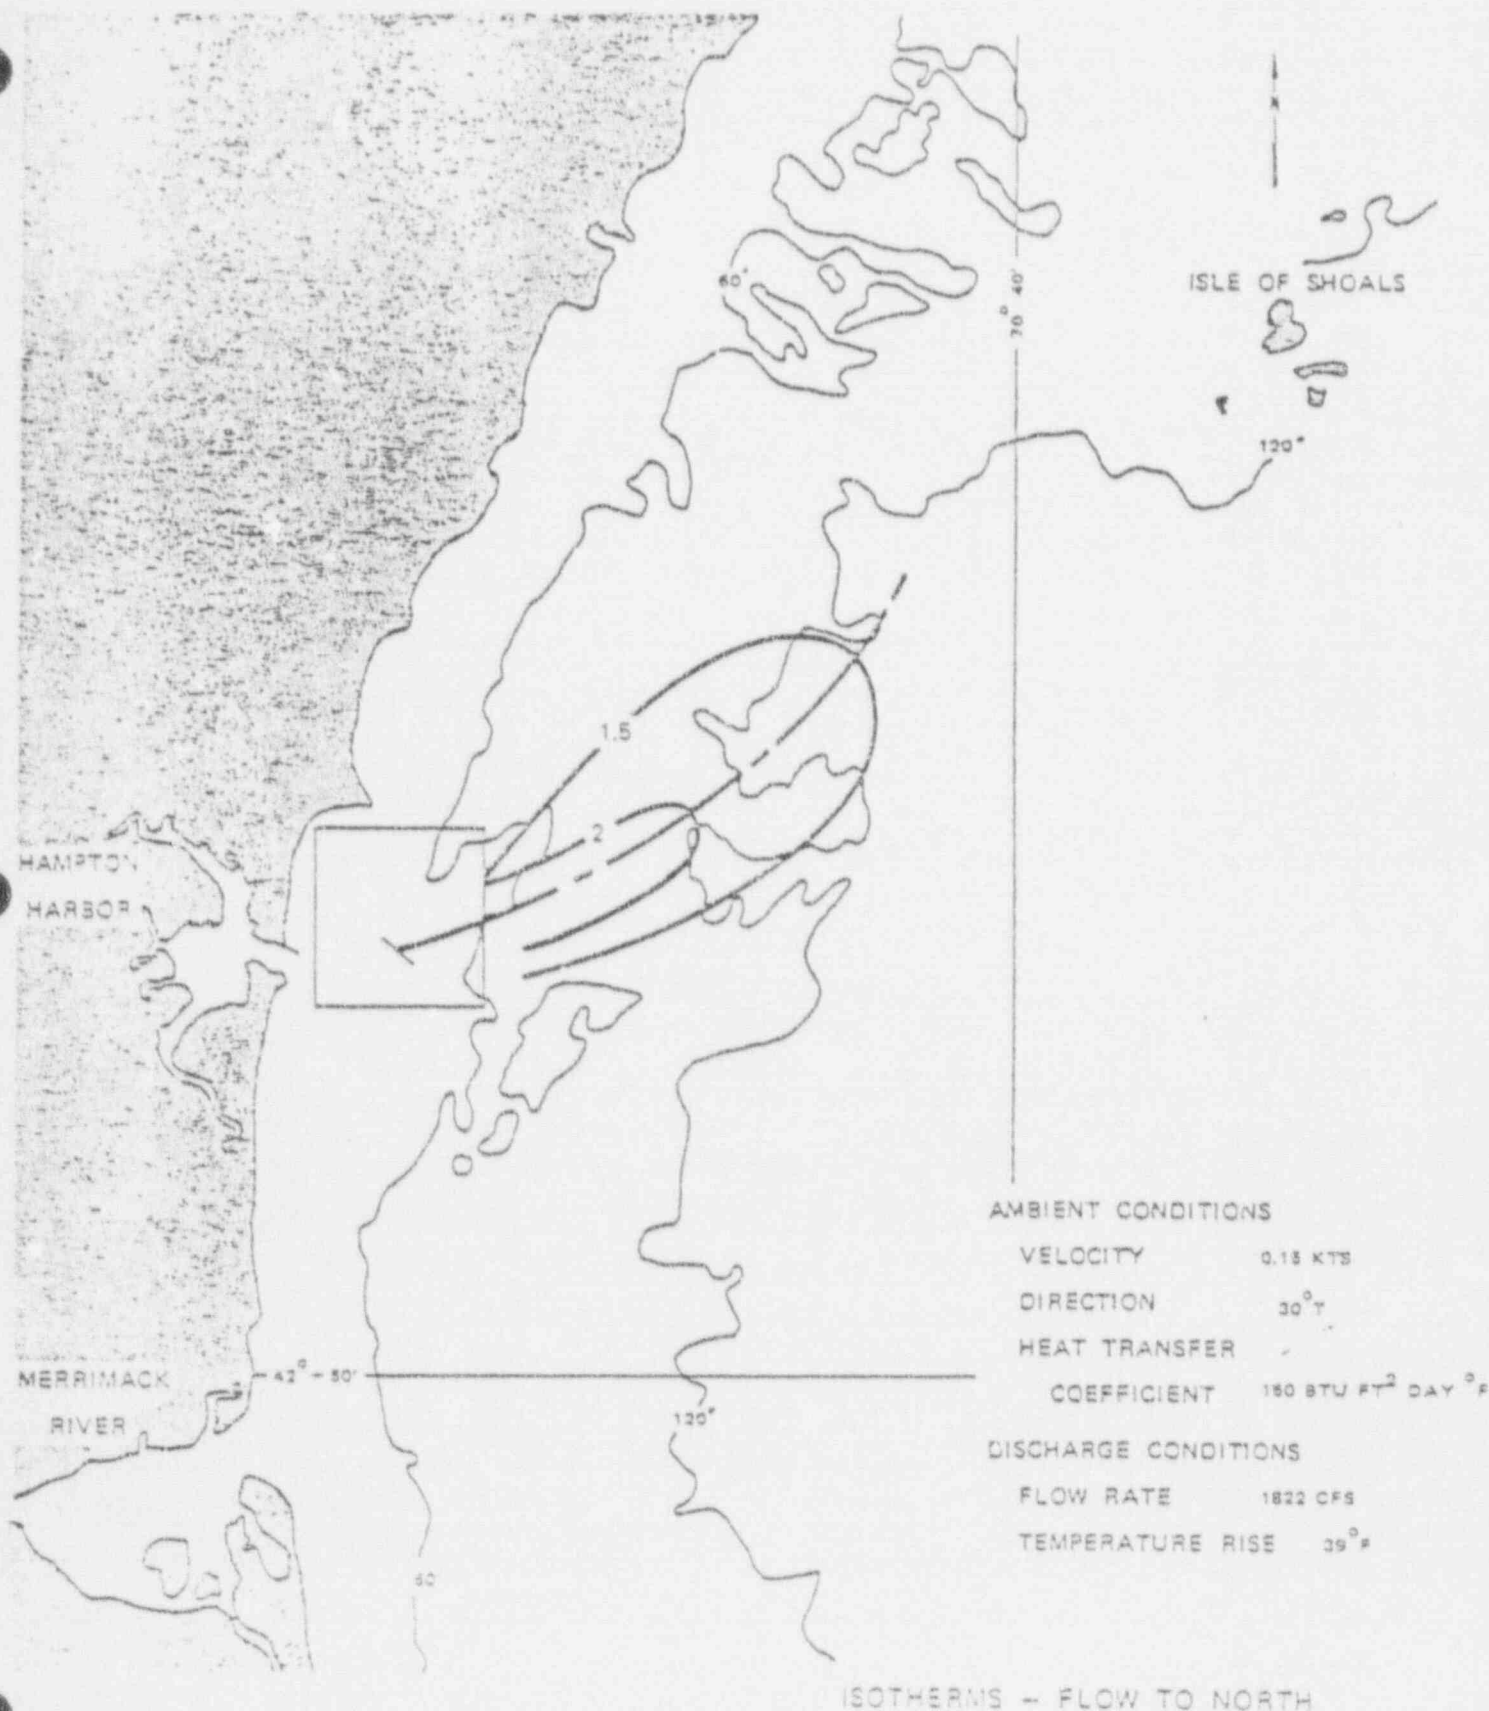 N
60'
70° 40'
ISLE OF SHOALS
120'
1.5
2
HAMPTON
HARBOR
AMBIENT CONDITIONS
VELOCITY 0.15 KTS
DIRECTION 30°T
HEAT TRANSFER
COEFFICIENT 150 BTU FT² DAY °F
MERRIMACK
RIVER
42° - 50'
120'
DISCHARGE CONDITIONS
FLOW RATE 1822 CFS
TEMPERATURE RISE 39°F
60
ISOTHERMS - FLOW TO NORTH